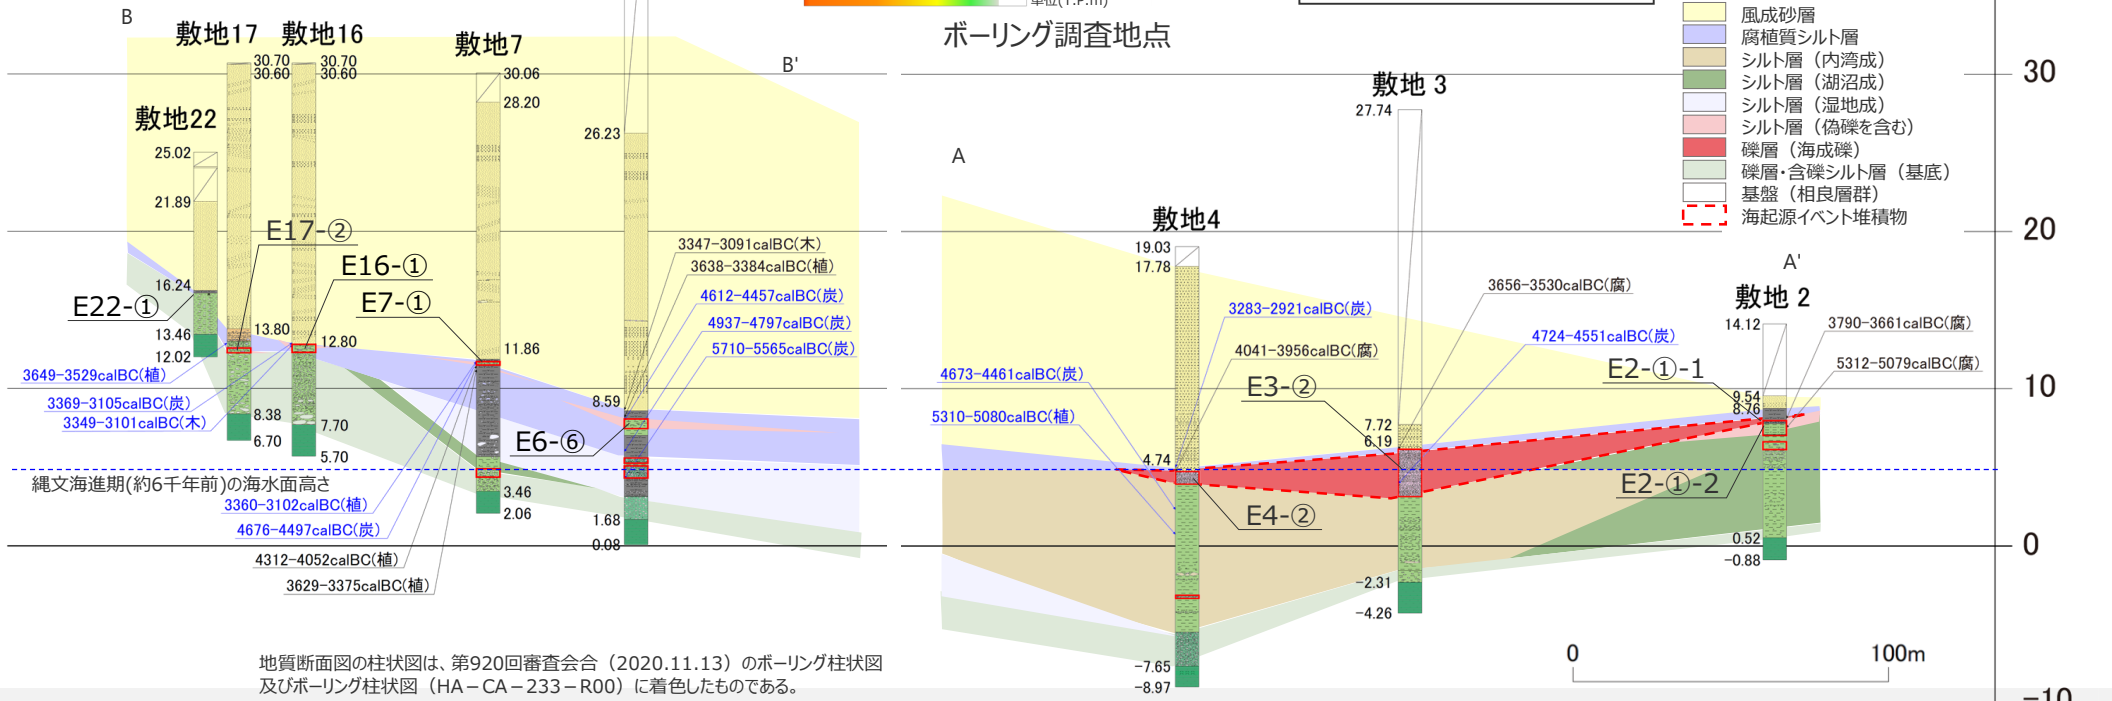 単位(T.P.m)
ボーリング調査地点
B
B'
敷地17
敷地16
敷地7
敷地22
30.70
30.60
30.70
30.60
30.06
28.20
26.23
25.02
21.89
16.24
13.46
12.02
13.80
12.80
11.86
8.59
8.38
6.70
7.70
5.70
3.46
2.06
1.68
0.08
E17-②
E16-①
E22-①
E7-①
E6-⑥
3347-3091calBC(木)
3638-3384calBC(植)
4612-4457calBC(炭)
4937-4797calBC(炭)
5710-5565calBC(炭)
3649-3529calBC(植)
3369-3105calBC(炭)
3349-3101calBC(木)
縄文海進期(約6千年前)の海水面高さ
3360-3102calBC(植)
4676-4497calBC(炭)
4312-4052calBC(植)
3629-3375calBC(植)
地質断面図の柱状図は、第920回審査会合（2020.11.13）のボーリング柱状図
及びボーリング柱状図（HA-CA-233-R00）に着色したものである。
A
A'
敷地4
敷地 3
敷地 2
19.03
17.78
27.74
14.12
9.54
8.76
7.72
6.19
4.74
0.52
-0.88
-2.31
-4.26
-7.65
-8.97
3283-2921calBC(炭)
4041-3956calBC(腐)
4673-4461calBC(炭)
5310-5080calBC(植)
3656-3530calBC(腐)
4724-4551calBC(炭)
3790-3661calBC(腐)
5312-5079calBC(腐)
E3-②
E4-②
E2-①-1
E2-①-2
風成砂層
腐植質シルト層
シルト層（内湾成）
シルト層（湖沼成）
シルト層（湿地成）
シルト層（偽礫を含む）
礫層（海成礫）
礫層・含礫シルト層（基底）
基盤（相良層群）
海起源イベント堆積物
30
20
10
0
-10
0
100m